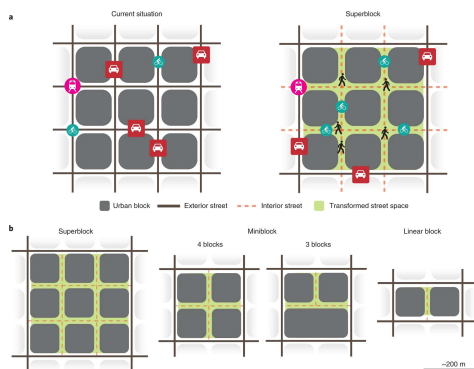 a
Current situation
Superblock
Urban block
Exterior street
Interior street
Transformed street space
b
Superblock
Miniblock
Linear block
4 blocks
3 blocks
~200 m